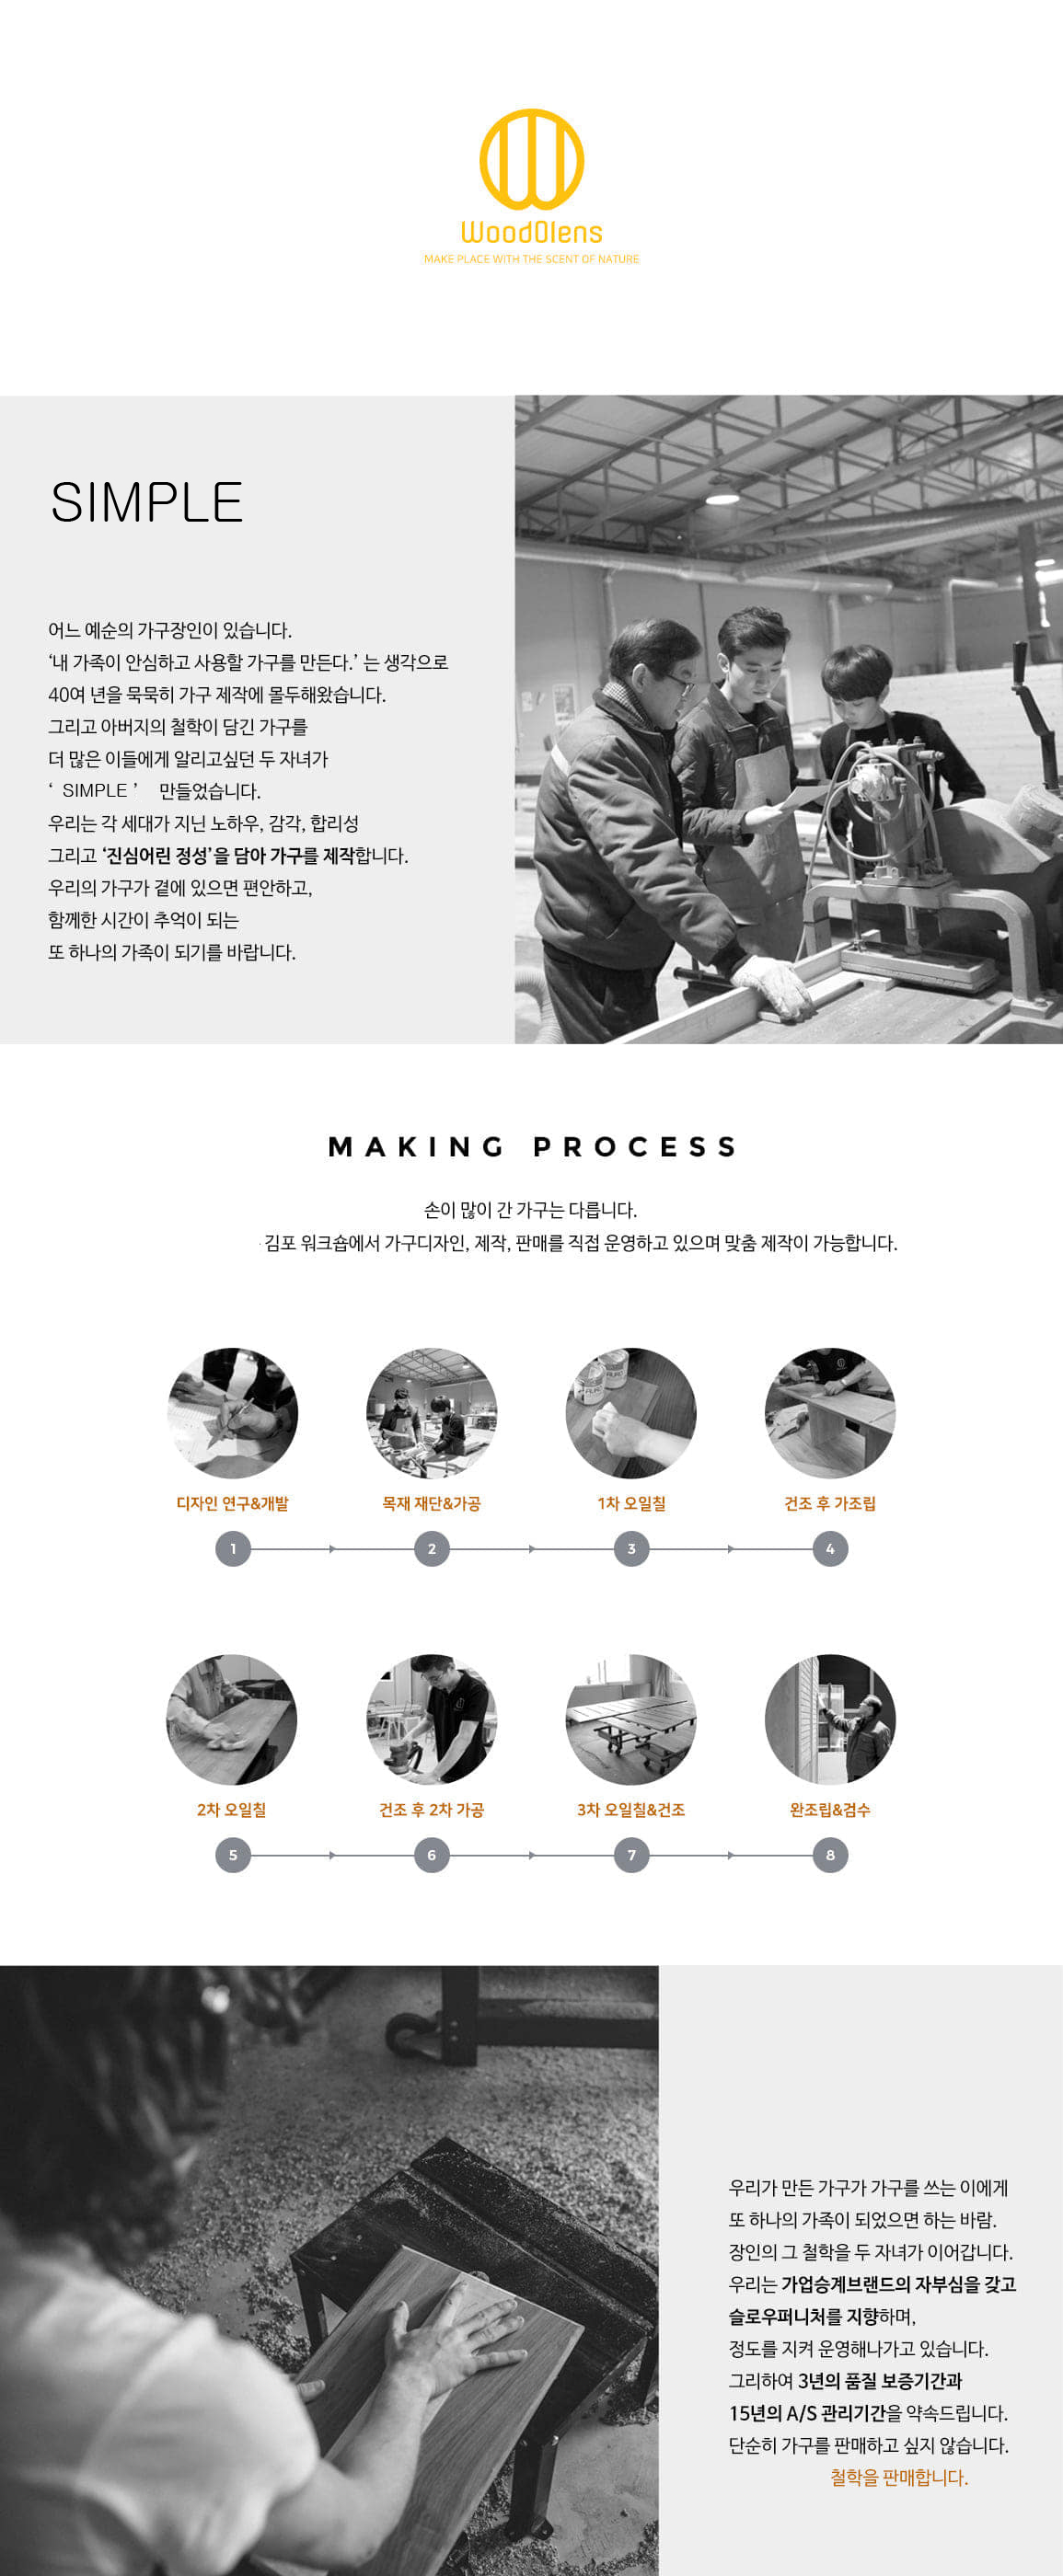 WoodOlens
MAKE PLACE WITH THE SCENT OF NATURE
SIMPLE
어느 예순의 가구장인이 있습니다.
‘내 가족이 안심하고 사용할 가구를 만든다.’ 는 생각으로
40여 년을 묵묵히 가구 제작에 몰두해왔습니다.
그리고 아버지의 철학이 담긴 가구를
더 많은 이들에게 알리고싶던 두 자녀가
‘ SIMPLE ’ 만들었습니다.
우리는 각 세대가 지닌 노하우, 감각, 합리성
그리고 ‘진심어린 정성’을 담아 가구를 제작합니다.
우리의 가구가 곁에 있으면 편안하고,
함께한 시간이 추억이 되는
또 하나의 가족이 되기를 바랍니다.
MAKING PROCESS
손이 많이 간 가구는 다릅니다.
김포 워크숍에서 가구디자인, 제작, 판매를 직접 운영하고 있으며 맞춤 제작이 가능합니다.
디자인 연구&개발
목재 재단&가공
1차 오일칠
건조 후 가조립
1
2
3
4
2차 오일칠
건조 후 2차 가공
3차 오일칠&건조
완조립&검수
5
6
7
8
우리가 만든 가구가 가구를 쓰는 이에게
또 하나의 가족이 되었으면 하는 바람.
장인의 그 철학을 두 자녀가 이어갑니다.
우리는 가업승계브랜드의 자부심을 갖고
슬로우퍼니처를 지향하며,
정도를 지켜 운영해나가고 있습니다.
그리하여 3년의 품질 보증기간과
15년의 A/S 관리기간을 약속드립니다.
단순히 가구를 판매하고 싶지 않습니다.
철학을 판매합니다.